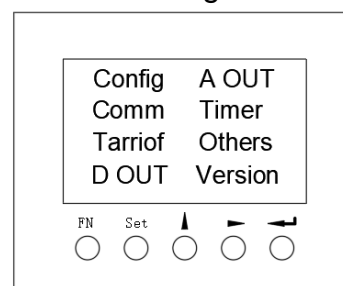 Config A OUT
Comm Timer
Tarriof Others
D OUT Version
FN Set